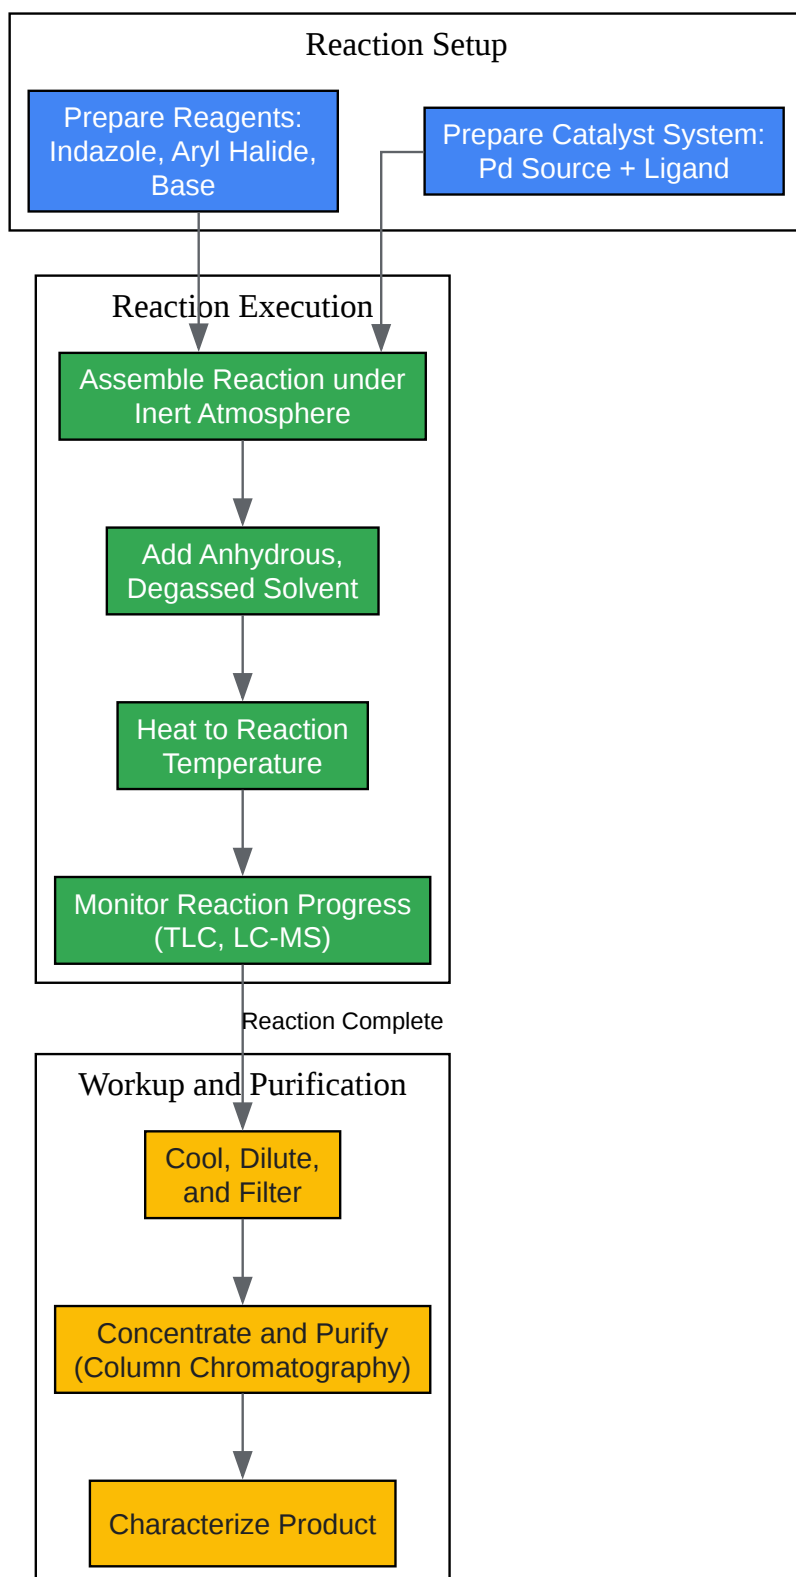 Reaction Setup
Prepare Reagents:
Indazole, Aryl Halide,
Base
Prepare Catalyst System:
Pd Source + Ligand
Reaction Execution
Assemble Reaction under
Inert Atmosphere
Add Anhydrous,
Degassed Solvent
Heat to Reaction
Temperature
Monitor Reaction Progress
(TLC, LC-MS)
Reaction Complete
Workup and Purification
Cool, Dilute,
and Filter
Concentrate and Purify
(Column Chromatography)
Characterize Product